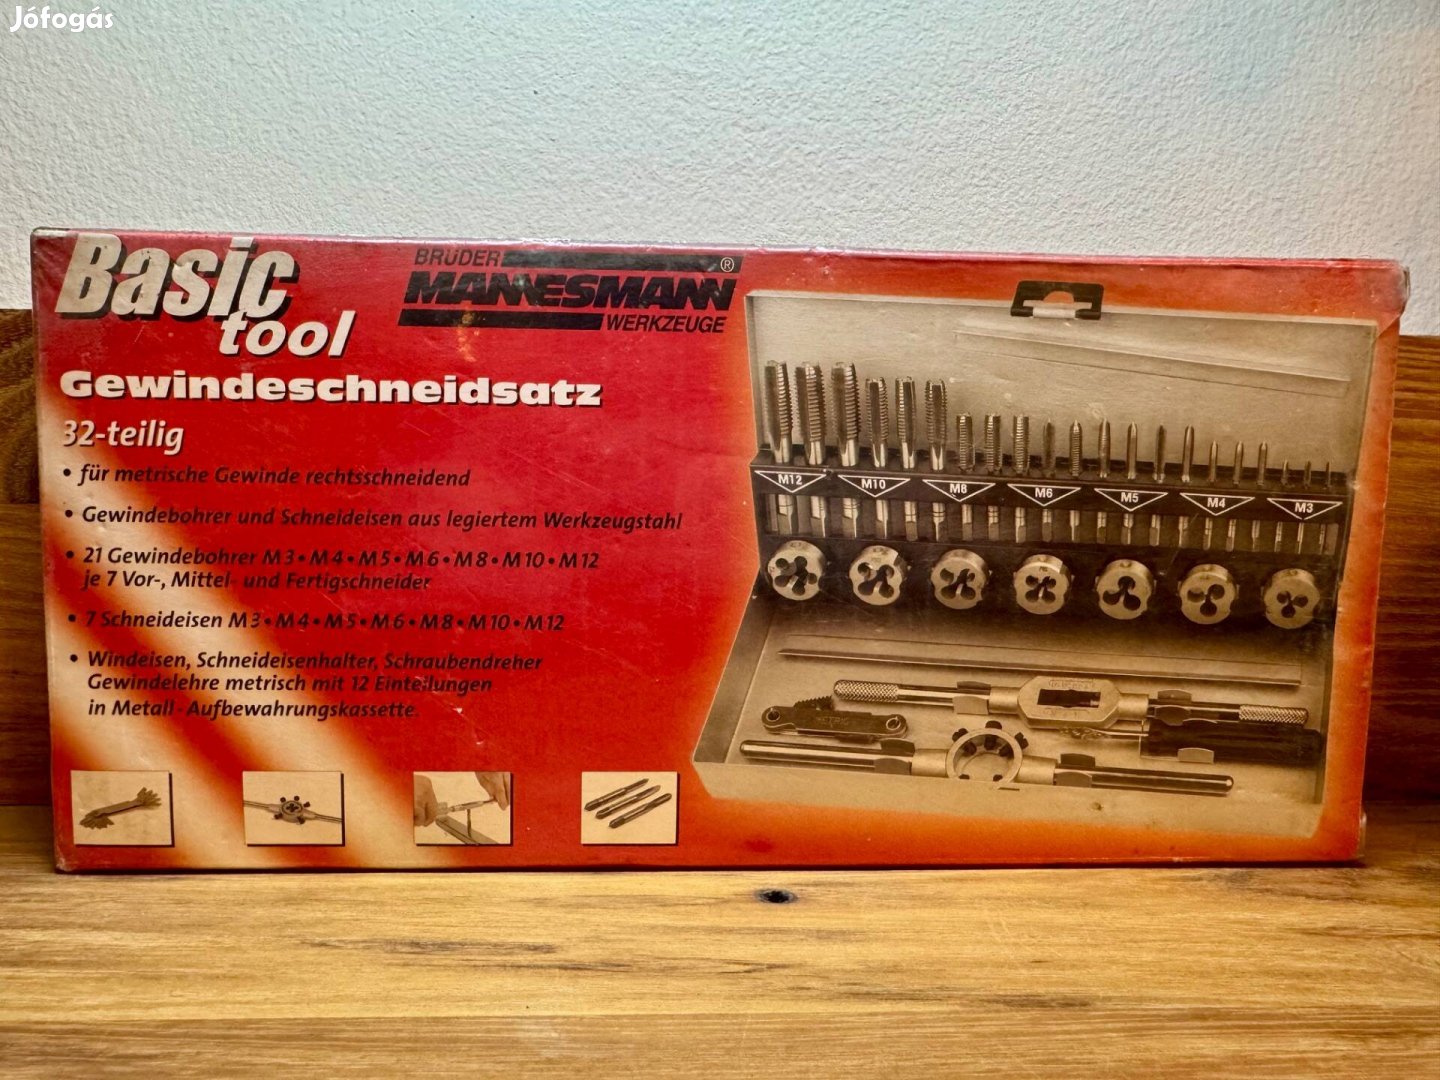 Jófogás
Basic
tool
BRÜDER
MANNESMANN ®
WERKZEUGE
Gewindeschneidsatz
32-teilig
• für metrische Gewinde rechtsschneidend
• Gewindebohrer und Schneideisen aus legiertem Werkzeugstahl
• 21 Gewindebohrer M3 • M4 • M5 • M6 • M8 • M10 • M12
je 7 Vor-, Mittel- und Fertigschneider
• 7 Schneideisen M3 • M4 • M5 • M6 • M8 • M10 • M12
• Windeisen, Schneideisenhalter, Schraubendreher
Gewindelehre metrisch mit 12 Einteilungen
in Metall-Aufbewahrungskassette
M12 M10 M8 M6 M5 M4 M3
METRIC